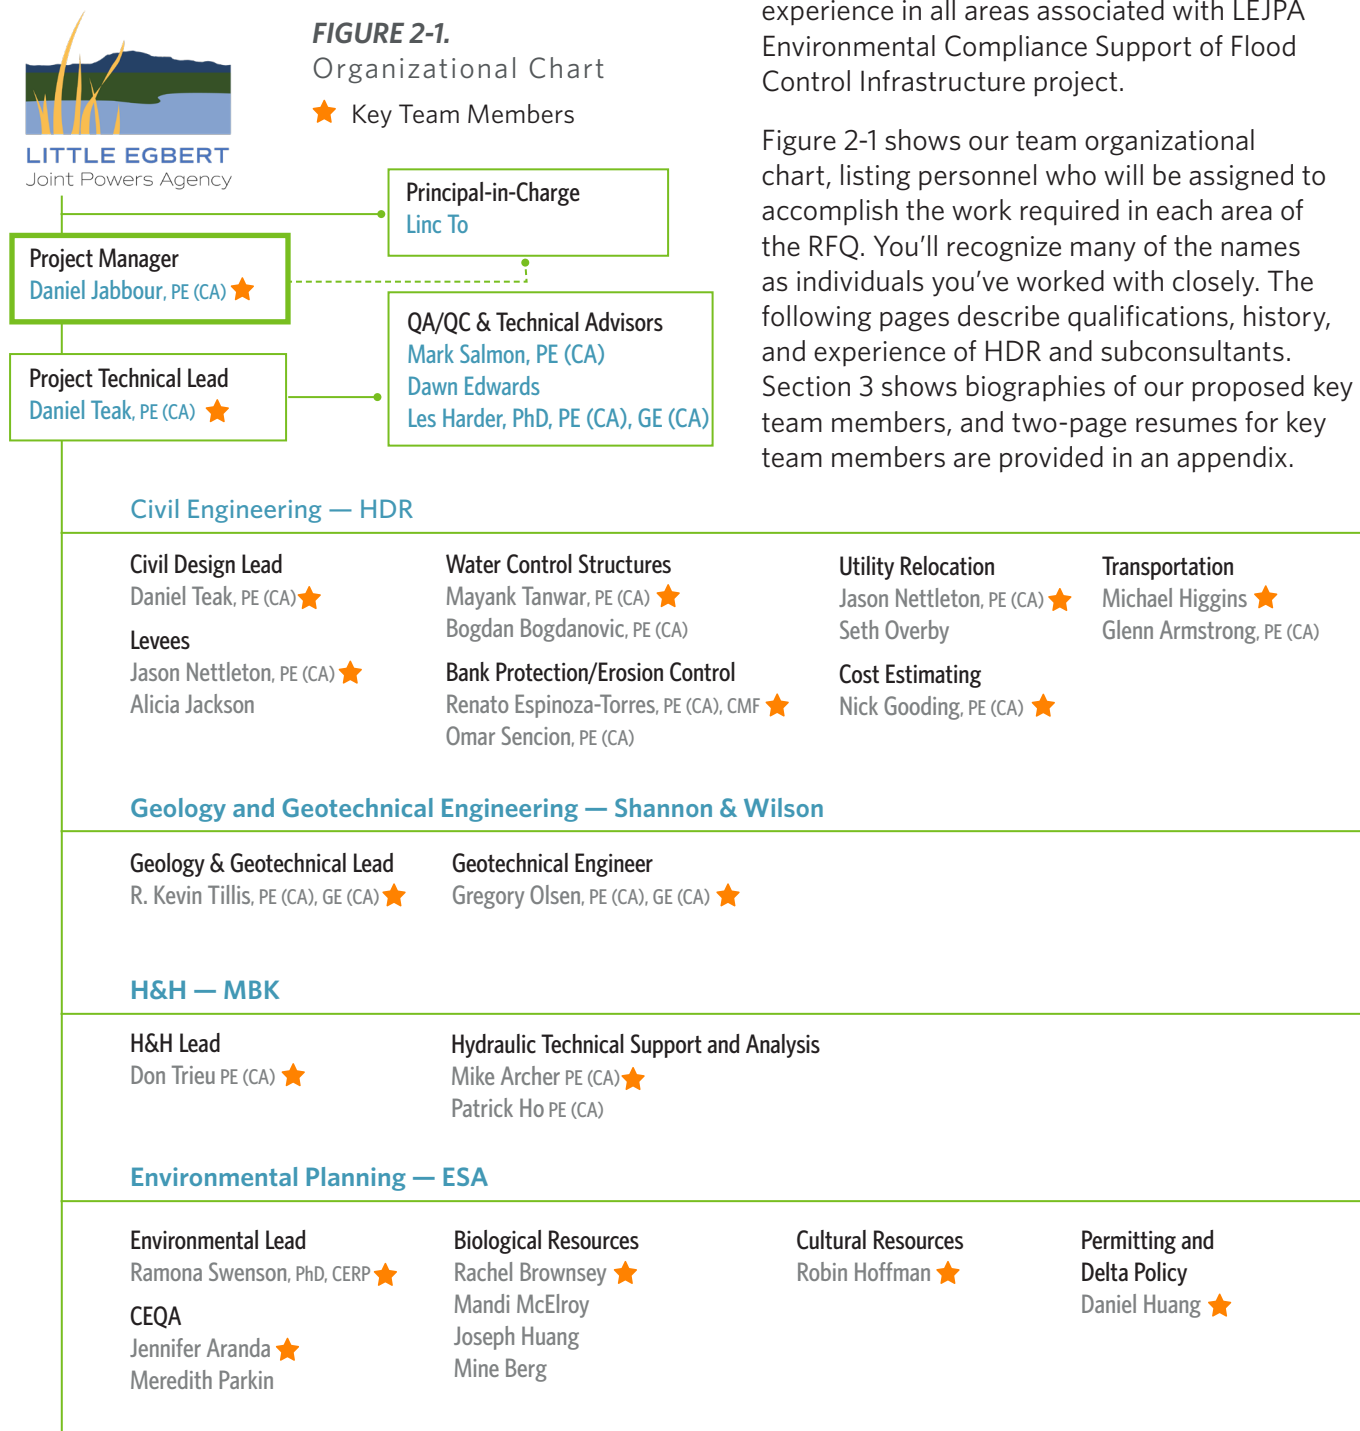 LITTLE EGBERT
Joint Powers Agency
FIGURE 2-1.
Organizational Chart
Key Team Members
experience in all areas associated with LEJPA
Environmental Compliance Support of Flood
Control Infrastructure project.
Figure 2-1 shows our team organizational
chart, listing personnel who will be assigned to
accomplish the work required in each area of
the RFQ. You'll recognize many of the names
as individuals you've worked with closely. The
following pages describe qualifications, history,
and experience of HDR and subconsultants.
Section 3 shows biographies of our proposed key
team members, and two-page resumes for key
team members are provided in an appendix.
Principal-in-Charge
Linc To
Project Manager
Daniel Jabbour, PE (CA)
QA/QC & Technical Advisors
Mark Salmon, PE (CA)
Dawn Edwards
Les Harder, PhD, PE (CA), GE (CA)
Project Technical Lead
Daniel Teak, PE (CA)
Civil Engineering — HDR
Civil Design Lead
Daniel Teak, PE (CA)
Levees
Jason Nettleton, PE (CA)
Alicia Jackson
Water Control Structures
Mayank Tanwar, PE (CA)
Bogdan Bogdanovic, PE (CA)
Bank Protection/Erosion Control
Renato Espinoza-Torres, PE (CA), CMF
Omar Sencion, PE (CA)
Utility Relocation
Jason Nettleton, PE (CA)
Seth Overby
Cost Estimating
Nick Gooding, PE (CA)
Transportation
Michael Higgins
Glenn Armstrong, PE (CA)
Geology and Geotechnical Engineering — Shannon & Wilson
Geology & Geotechnical Lead
R. Kevin Tillis, PE (CA), GE (CA)
Geotechnical Engineer
Gregory Olsen, PE (CA), GE (CA)
H&H — MBK
H&H Lead
Don Trieu PE (CA)
Hydraulic Technical Support and Analysis
Mike Archer PE (CA)
Patrick Ho PE (CA)
Environmental Planning — ESA
Environmental Lead
Ramona Swenson, PhD, CERP
CEQA
Jennifer Aranda
Meredith Parkin
Biological Resources
Rachel Brownsey
Mandi McElroy
Joseph Huang
Mine Berg
Cultural Resources
Robin Hoffman
Permitting and
Delta Policy
Daniel Huang